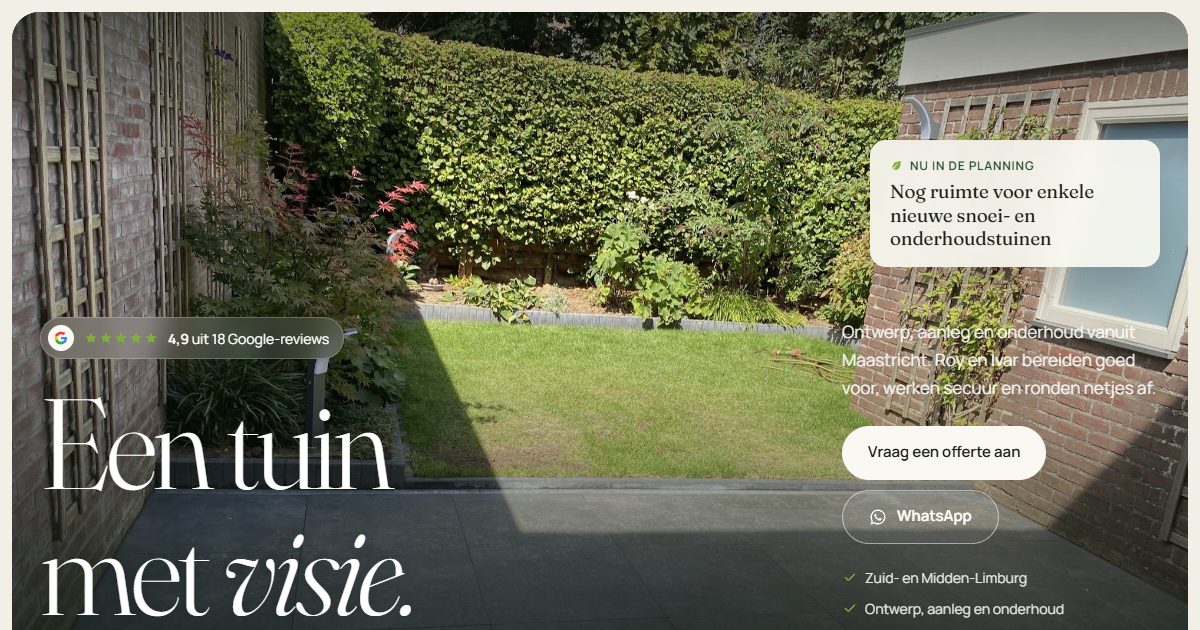 NU IN DE PLANNING
Nog ruimte voor enkele
nieuwe snoei- en
onderhoudstuinen
4,9 uit 18 Google-reviews
Een tuin
met visie.
Ontwerp, aanleg en onderhoud vanuit
Maastricht. Roy en Ivar bereiden goed
voor, werken secuur en ronden netjes af.
Vraag een offerte aan
WhatsApp
Zuid- en Midden-Limburg
Ontwerp, aanleg en onderhoud